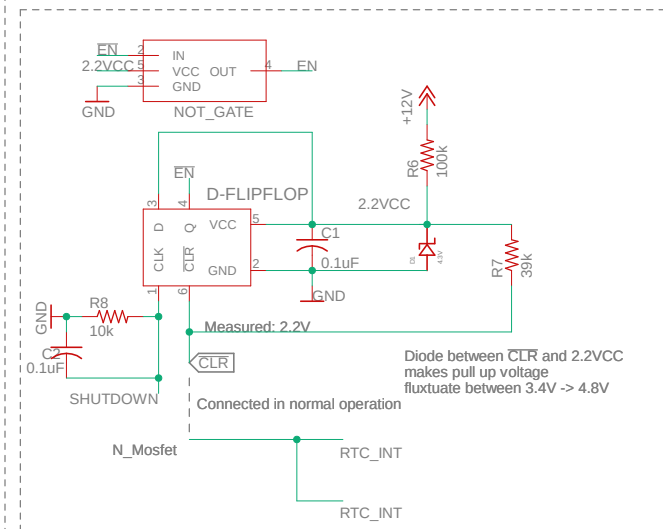 EN
2
IN
2.2VCC
5
VCC
OUT
4
EN
3
GND
GND
NOT_GATE
+12V
R6
100k
EN
D-FLIPFLOP
3
4
2.2VCC
D
Q
VCC
5
C1
0.1uF
D1
4.3V
R7
39k
CLK
CLR
GND
2
GND
1
6
GND
R8
10k
Measured: 2.2V
C2
0.1uF
CLR
Diode between CLR and 2.2VCC
makes pull up voltage
fluxtuate between 3.4V -> 4.8V
SHUTDOWN
Connected in normal operation
N_Mosfet
RTC_INT
RTC_INT